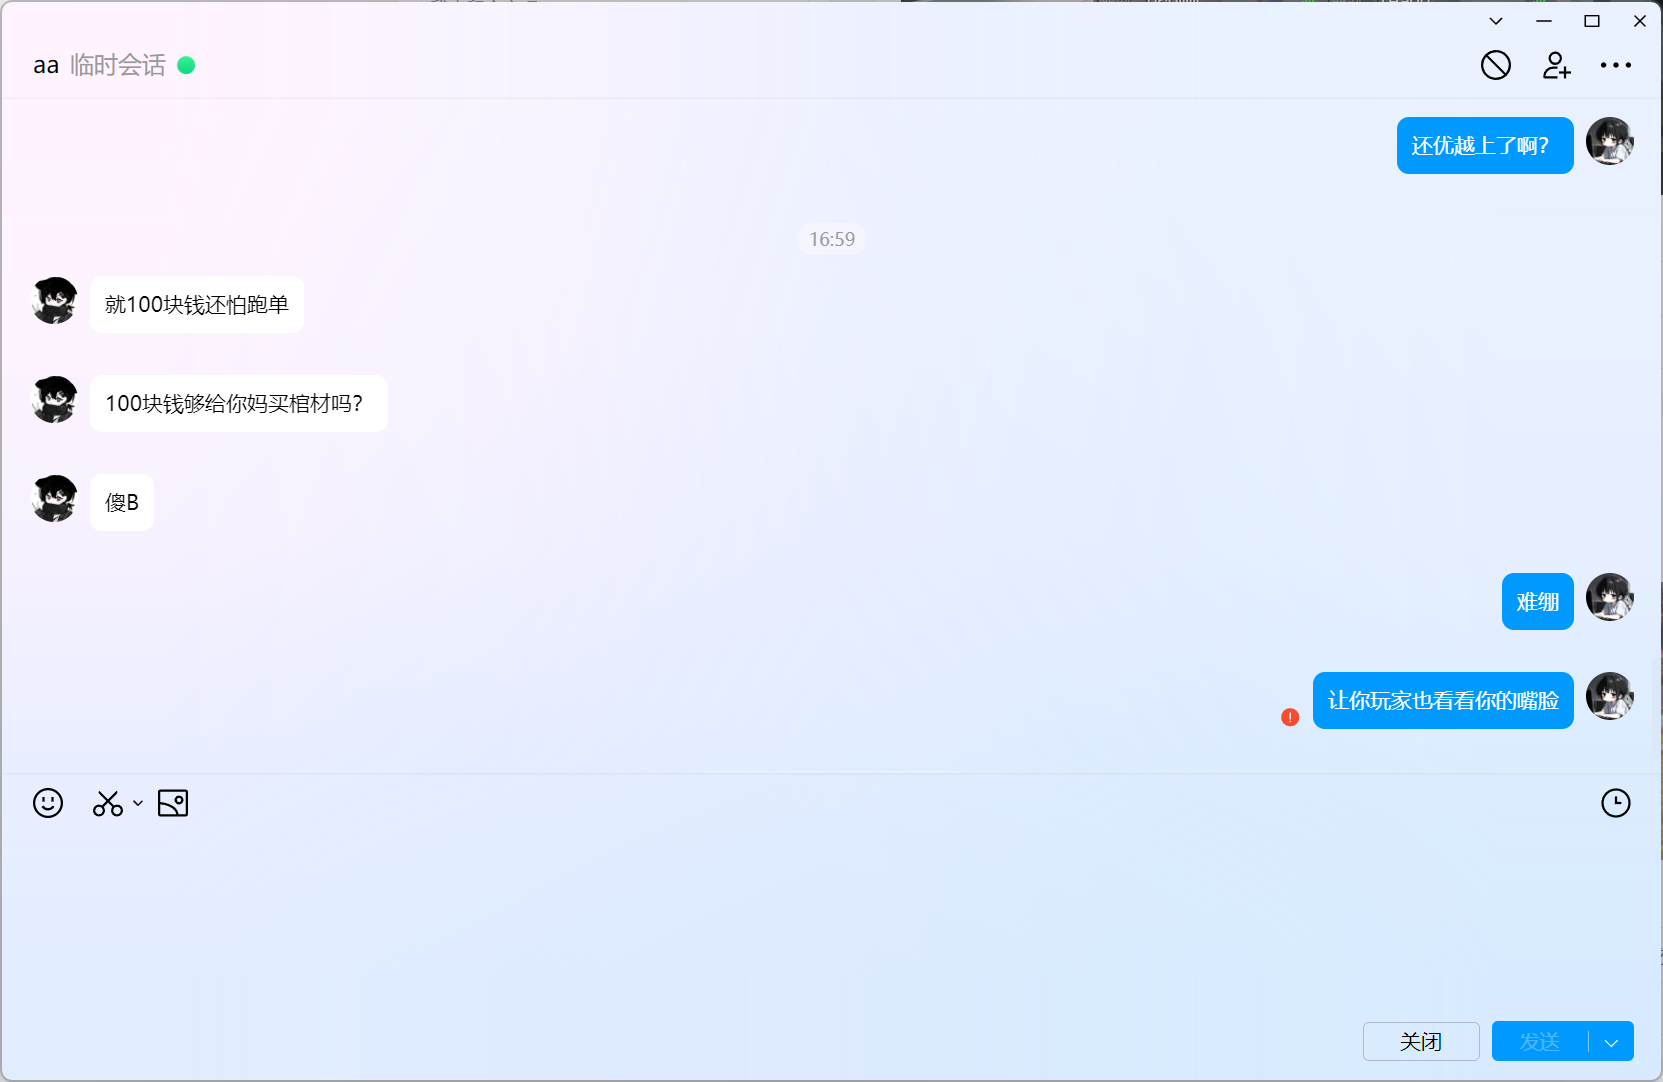 aa 临时会话
还优越上了啊？
16:59
就100块钱还怕跑单
100块钱够给你妈买棺材吗？
傻B
难绷
让你玩家也看看你的嘴脸
关闭
发送